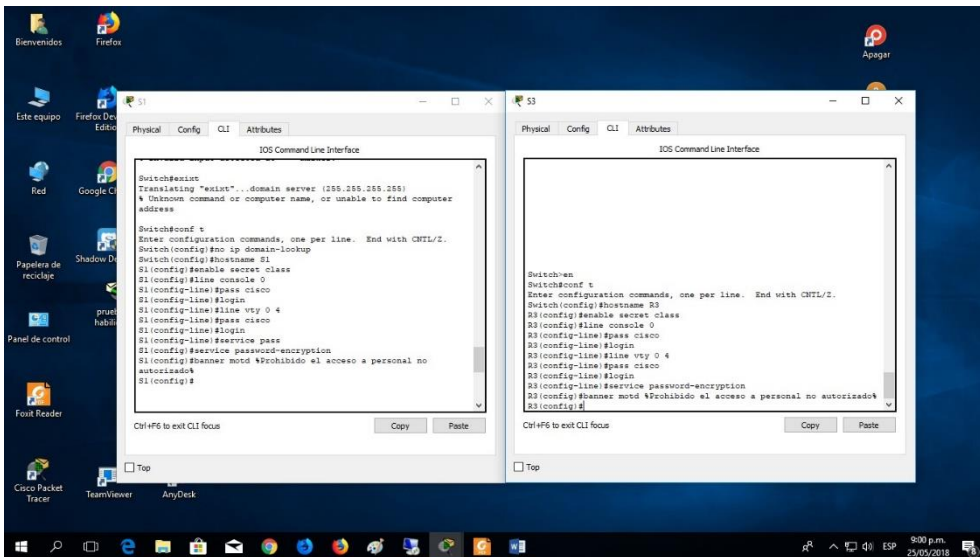 Bienvenidos
Firefox
Apagar
Este equipo
Firefox Dev
Editio
Red
Google Ch
Papelera de
reciclaje
Shadow De
prueb
habili
Panel de control
Foxit Reader
Cisco Packet
Tracer
TeamViewer
AnyDesk
S1
Physical Config CLI Attributes
IOS Command Line Interface
Switch#exixt
Translating "exixt"...domain server (255.255.255.255)
% Unknown command or computer name, or unable to find computer
address
Switch#conf t
Enter configuration commands, one per line. End with CNTL/Z.
Switch(config)#no ip domain-lookup
Switch(config)#hostname S1
S1(config)#enable secret class
S1(config)#line console 0
S1(config-line)#pass cisco
S1(config-line)#login
S1(config-line)#line vty 0 4
S1(config-line)#pass cisco
S1(config-line)#login
S1(config-line)#service pass
S1(config)#service password-encryption
S1(config)#banner motd %Prohibido el acceso a personal no
autorizado%
S1(config)#
Ctrl+F6 to exit CLI focus
Copy Paste
Top
S3
Physical Config CLI Attributes
IOS Command Line Interface
Switch>en
Switch#conf t
Enter configuration commands, one per line. End with CNTL/Z.
Switch(config)#hostname R3
R3(config)#enable secret class
R3(config)#line console 0
R3(config-line)#pass cisco
R3(config-line)#login
R3(config-line)#line vty 0 4
R3(config-line)#pass cisco
R3(config-line)#login
R3(config-line)#service password-encryption
R3(config)#banner motd %Prohibido el acceso a personal no autorizado%
R3(config)#
Ctrl+F6 to exit CLI focus
Copy Paste
Top
ESP
9:00 p.m.
25/05/2018